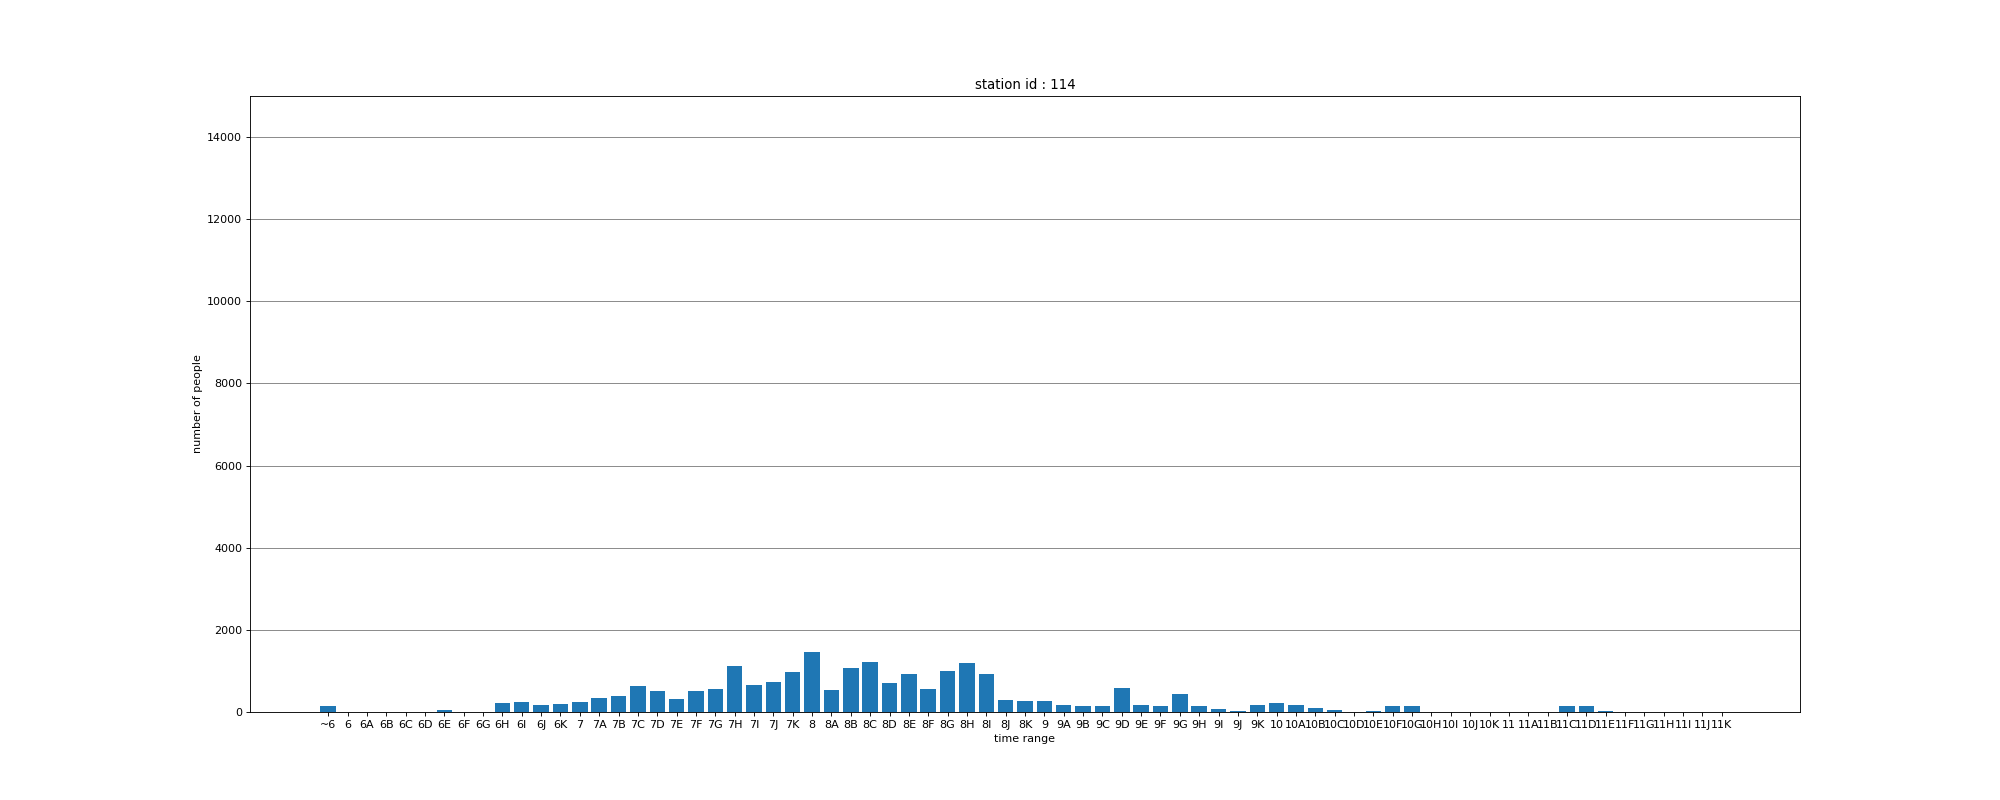 station id : 114
14000
12000
10000
8000
6000
4000
2000
0
number of people
~6 6 6A 6B 6C 6D 6E 6F 6G 6H 6I 6J 6K 7 7A 7B 7C 7D 7E 7F 7G 7H 7I 7J 7K 8 8A 8B 8C 8D 8E 8F 8G 8H 8I 8J 8K 9 9A 9B 9C 9D 9E 9F 9G 9H 9I 9J 9K 10 10A 10B 10C 10D 10E 10F 10G 10H 10I 10J 10K 11 11A 11B 11C 11D 11E 11F 11G 11H 11I 11J 11K
time range